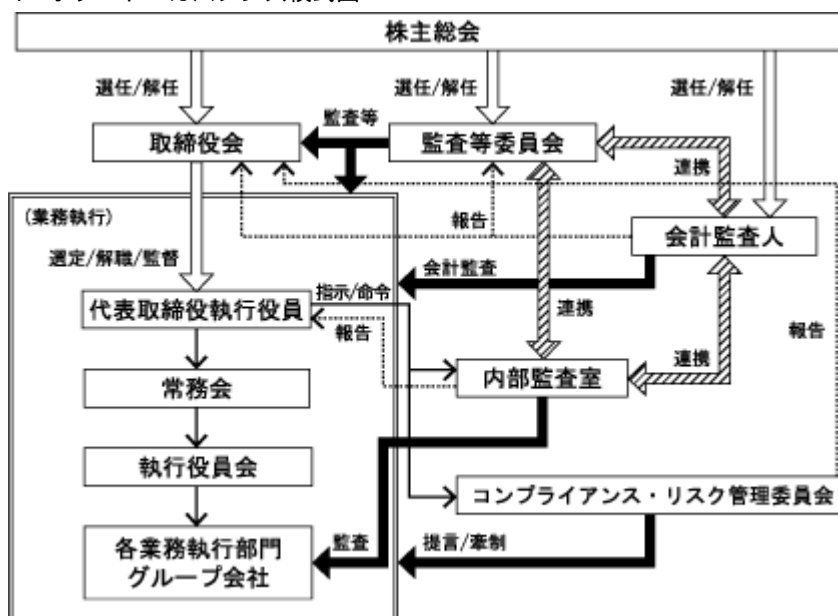 株主総会
選任/解任
選任/解任
選任/解任
監査等
取締役会
監査等委員会
連携
(業務執行)
報告
会計監査人
選定/解職/監督
会計監査
指示/命令
代表取締役執行役員
報告
連携
報告
連携
常務会
内部監査室
執行役員会
コンプライアンス・リスク管理委員会
各業務執行部門
グループ会社
監査
提言/牽制